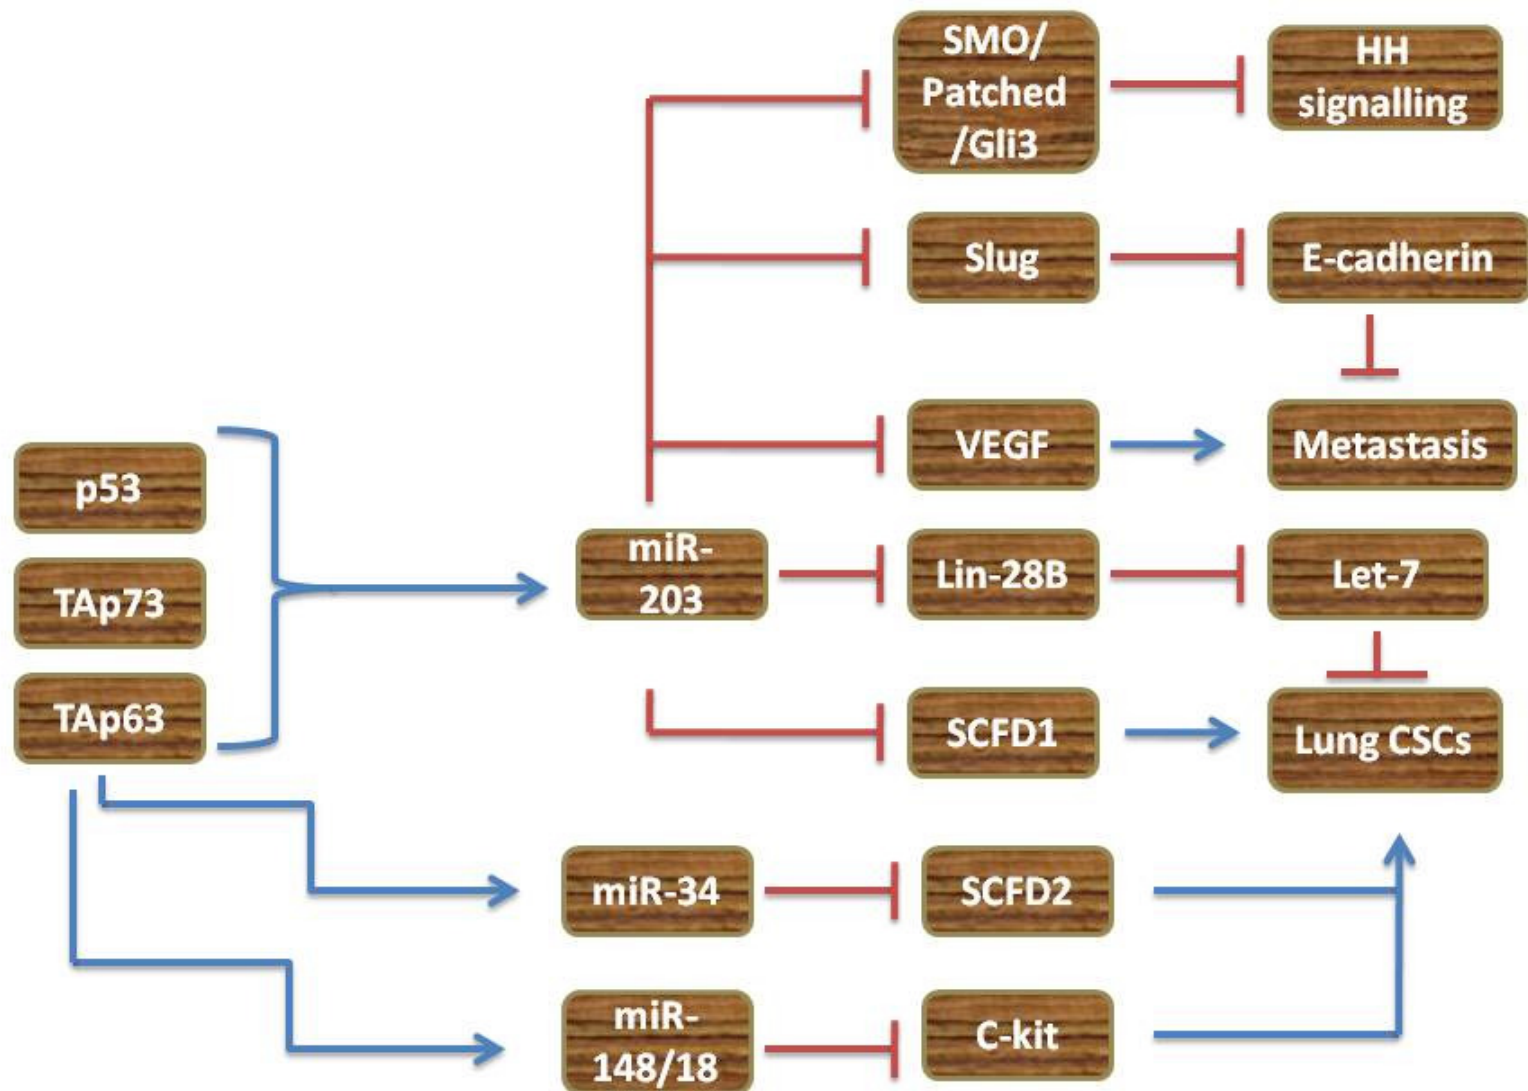 SMO/
Patched
/Gli3
HH
signalling
Slug
E-cadherin
VEGF
Metastasis
p53
TAp73
TAp63
miR-
203
Lin-28B
Let-7
SCFD1
Lung CSCs
miR-34
SCFD2
miR-
148/18
C-kit